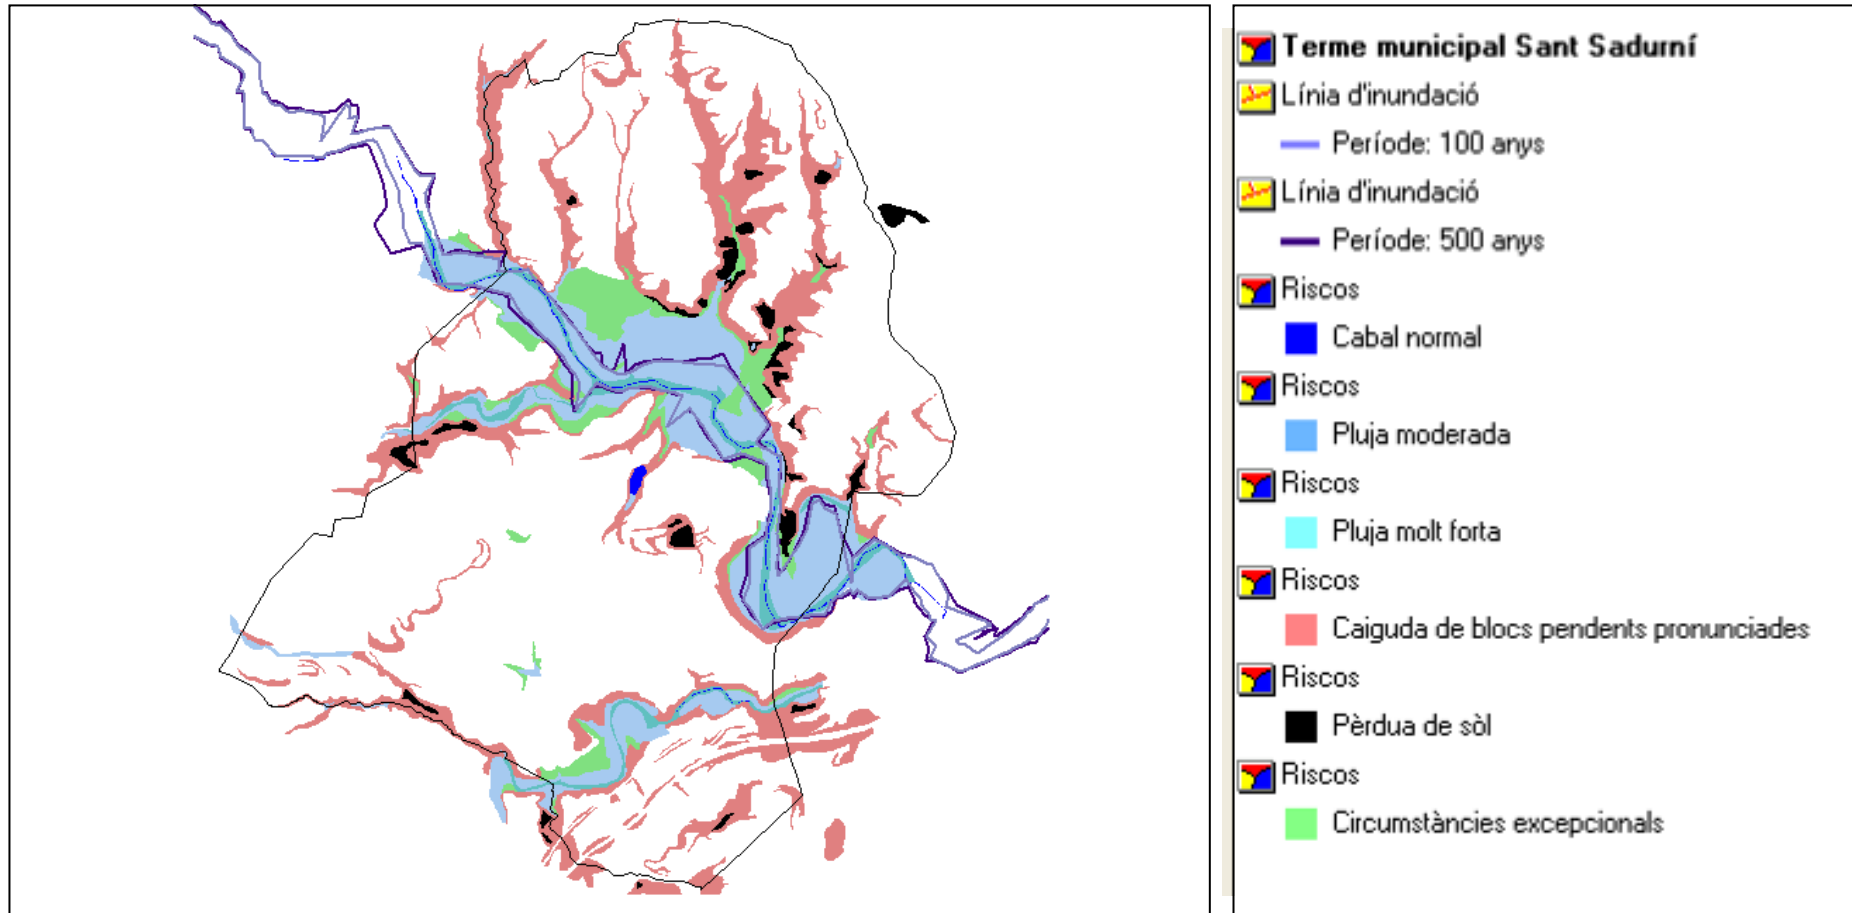 Terme municipal Sant Sadurní
Línia d'inundació
Període: 100 anys
Línia d'inundació
Període: 500 anys
Riscos
Cabal normal
Riscos
Pluja moderada
Riscos
Pluja molt forta
Riscos
Caiguda de blocs pendents pronunciades
Riscos
Pèrdua de sòl
Riscos
Circumstàncies excepcionals